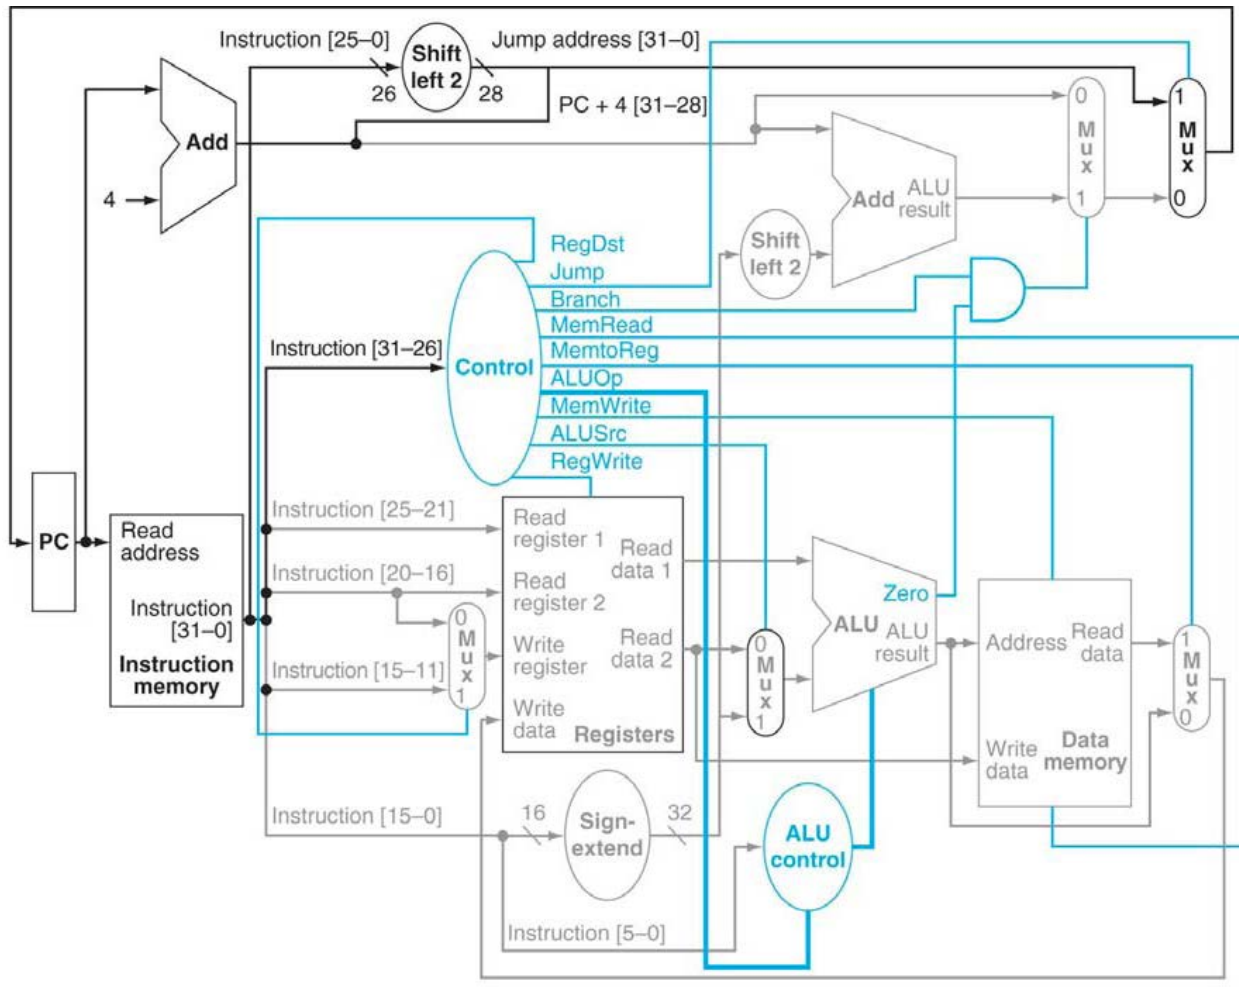 Instruction [25–0]
Shift
left 2
Jump address [31–0]
26
28
PC + 4 [31–28]
Add
4
0
M
u
x
1
1
M
u
x
0
Add
ALU
result
Shift
left 2
RegDst
Jump
Branch
MemRead
MemtoReg
ALUOp
MemWrite
ALUSrc
RegWrite
Instruction [31–26]
Control
PC
Read
address
Instruction
[31–0]
Instruction
memory
Instruction [25–21]
Instruction [20–16]
Instruction [15–11]
0
M
u
x
1
Read
register 1
Read
register 2
Write
register
Write
data
Read
data 1
Read
data 2
Registers
0
M
u
x
1
Zero
ALU
ALU
result
Address
Read
data
Write
data
Data
memory
1
M
u
x
0
Instruction [15–0]
16
Sign-
extend
32
ALU
control
Instruction [5–0]